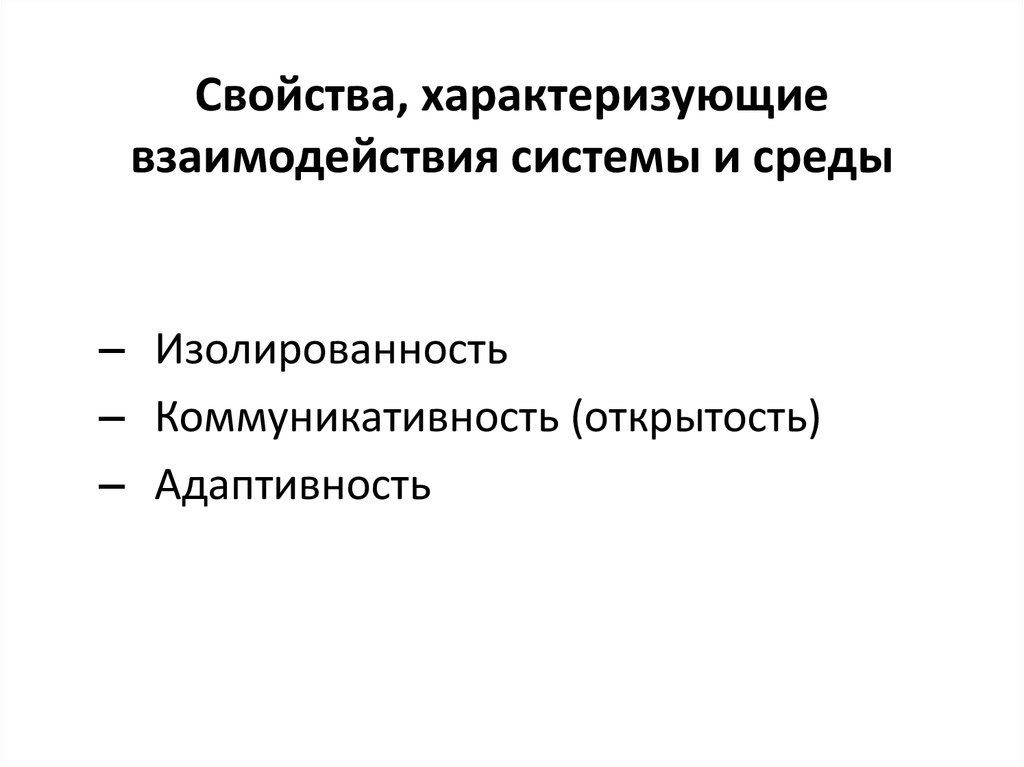 Свойства, характеризующие
взаимодействия системы и среды
– Изолированность
– Коммуникативность (открытость)
– Адаптивность